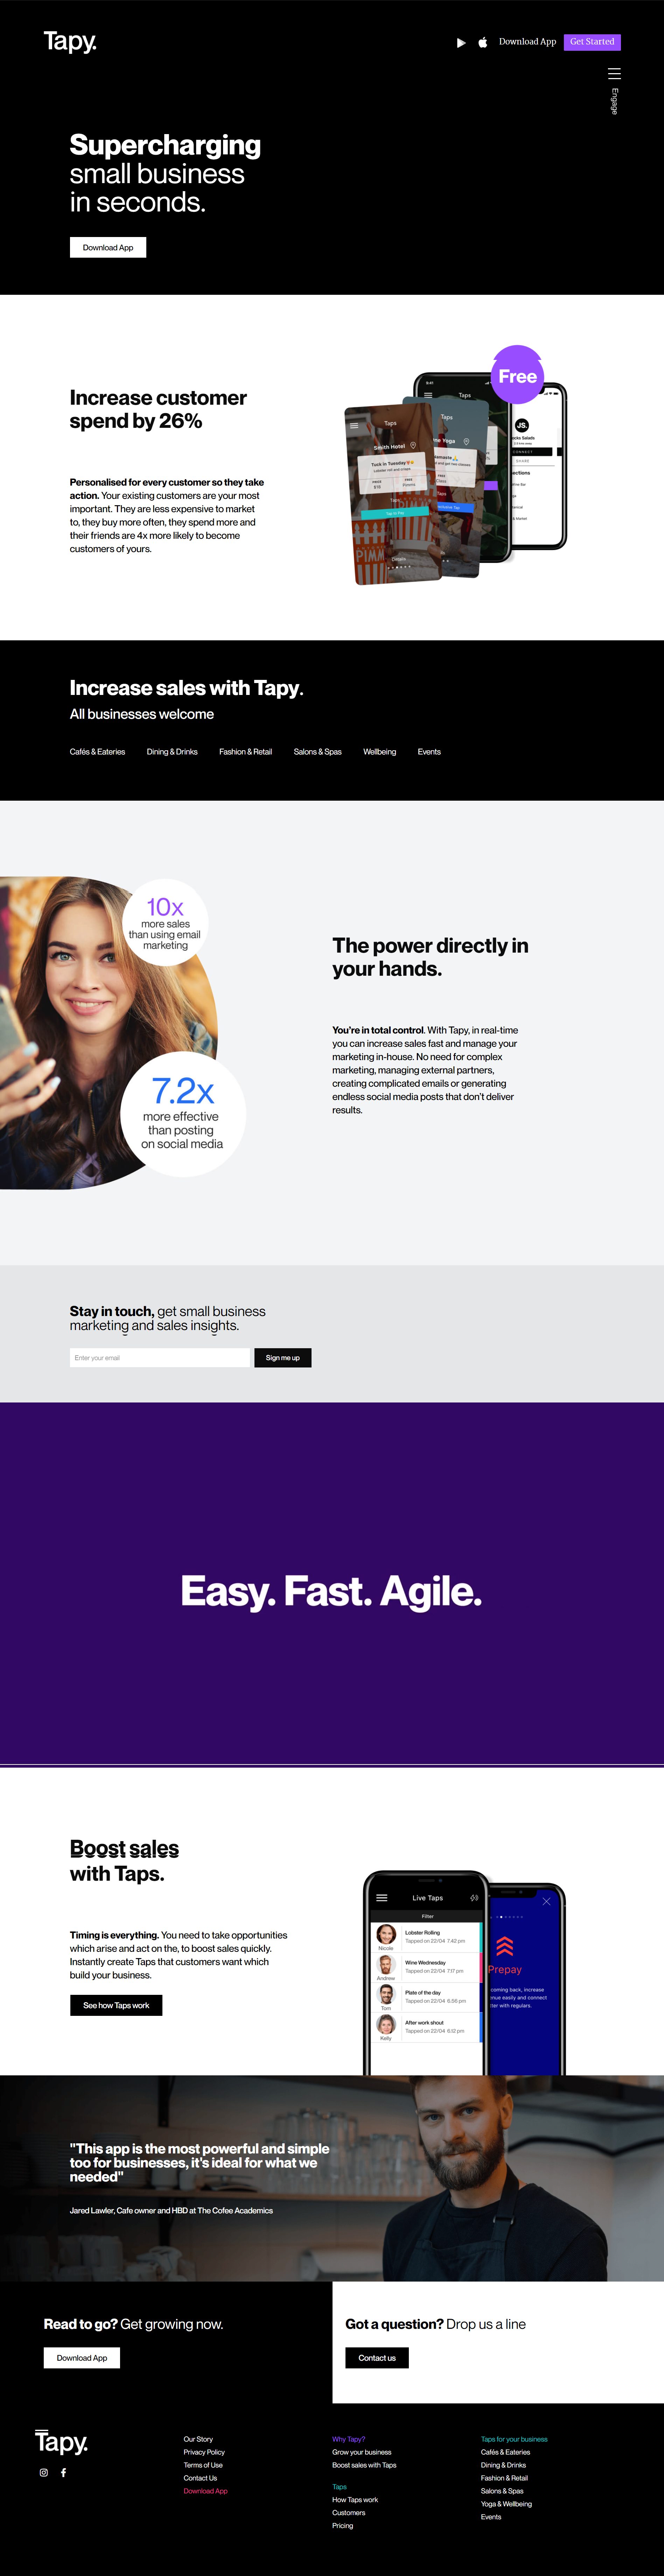 Tapy.
Download App
Get Started
Engage
Supercharging
small business
in seconds.
Download App
Increase customer
spend by 26%
Personalised for every customer so they take
action. Your existing customers are your most
important. They are less expensive to market
to, they buy more often, they spend more and
their friends are 4x more likely to become
customers of yours.
Free
9:41
Taps
Taps
Smith Hotel
Tuck in Tuesday
JS.
CONNECT
SHARE
PIMM
Details
Increase sales with Tapy.
All businesses welcome
Cafés & Eateries
Dining & Drinks
Fashion & Retail
Salons & Spas
Wellbeing
Events
10x
more sales
than using email
marketing
7.2x
more effective
than posting
on social media
The power directly in
your hands.
You're in total control. With Tapy, in real-time
you can increase sales fast and manage your
marketing in-house. No need for complex
marketing, managing external partners,
creating complicated emails or generating
endless social media posts that don't deliver
results.
Stay in touch, get small business
marketing and sales insights.
Enter your email
Sign me up
Easy. Fast. Agile.
Boost sales
with Taps.
Timing is everything. You need to take opportunities
which arise and act on the, to boost sales quickly.
Instantly create Taps that customers want which
build your business.
See how Taps work
Live Taps
Filter
Nicole
Lobster Rolling
Tapped on 22/04 7.42 pm
Andrew
Wine Wednesday
Tapped on 22/04 7.17 pm
Tom
Plate of the day
Tapped on 22/04 6.56 pm
Kelly
After work shout
Tapped on 22/04 6.12 pm
Prepay
coming back, Increase
nue easily and connect
ter with regulars.
"This app is the most powerful and simple
too for businesses, it's ideal for what we
needed"
Jared Lawler, Cafe owner and HBD at The Cofee Academics
Read to go? Get growing now.
Download App
Got a question? Drop us a line
Contact us
Tapy.
Our Story
Privacy Policy
Terms of Use
Contact Us
Download App
Why Tapy?
Grow your business
Boost sales with Taps
Taps
How Taps work
Customers
Pricing
Taps for your business
Cafés & Eateries
Dining & Drinks
Fashion & Retail
Salons & Spas
Yoga & Wellbeing
Events